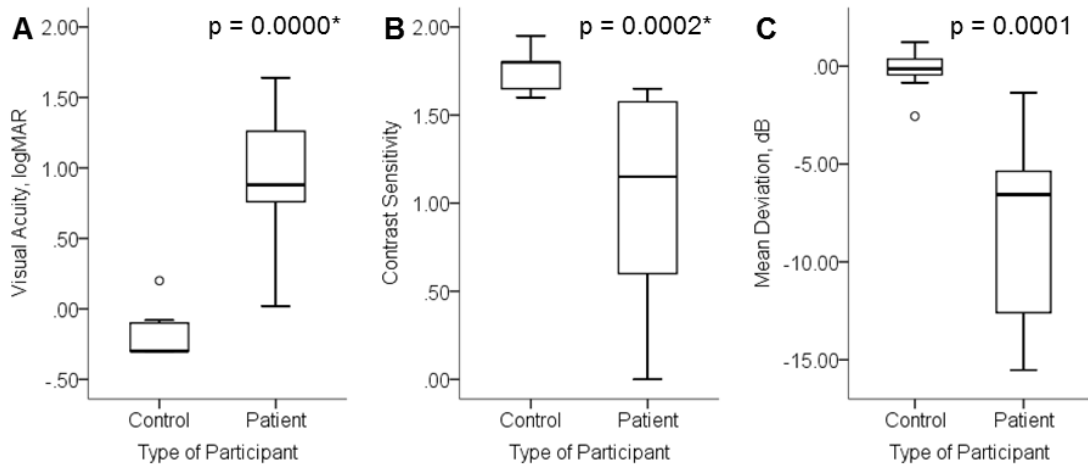 A
p = 0.0000*
Visual Acuity, logMAR
2.00
1.50
1.00
.50
.00
-.50
Control
Patient
Type of Participant
B
p = 0.0002*
Contrast Sensitivity
2.00
1.50
1.00
.50
.00
Control
Patient
Type of Participant
C
p = 0.0001
Mean Deviation, dB
.00
-5.00
-10.00
-15.00
Control
Patient
Type of Participant